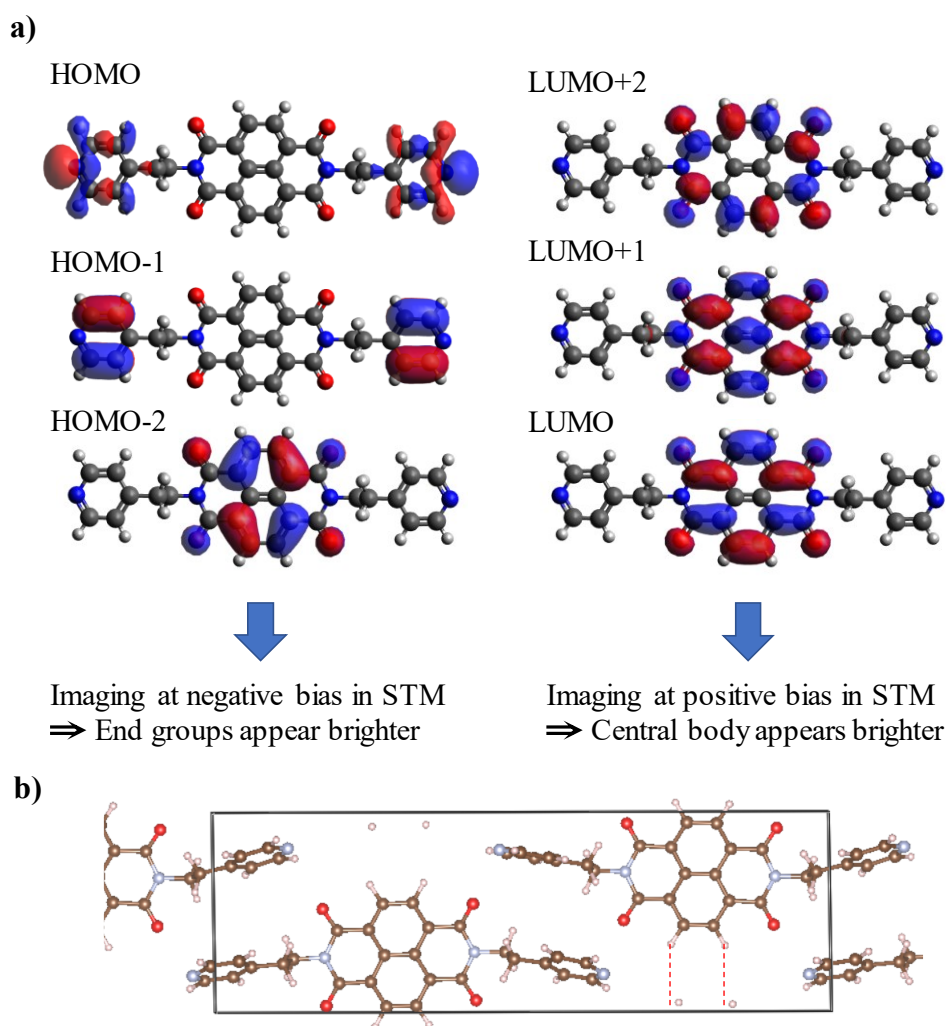 a)
HOMO
LUMO+2
HOMO-1
LUMO+1
HOMO-2
LUMO
Imaging at negative bias in STM
⇒ End groups appear brighter
Imaging at positive bias in STM
⇒ Central body appears brighter
b)